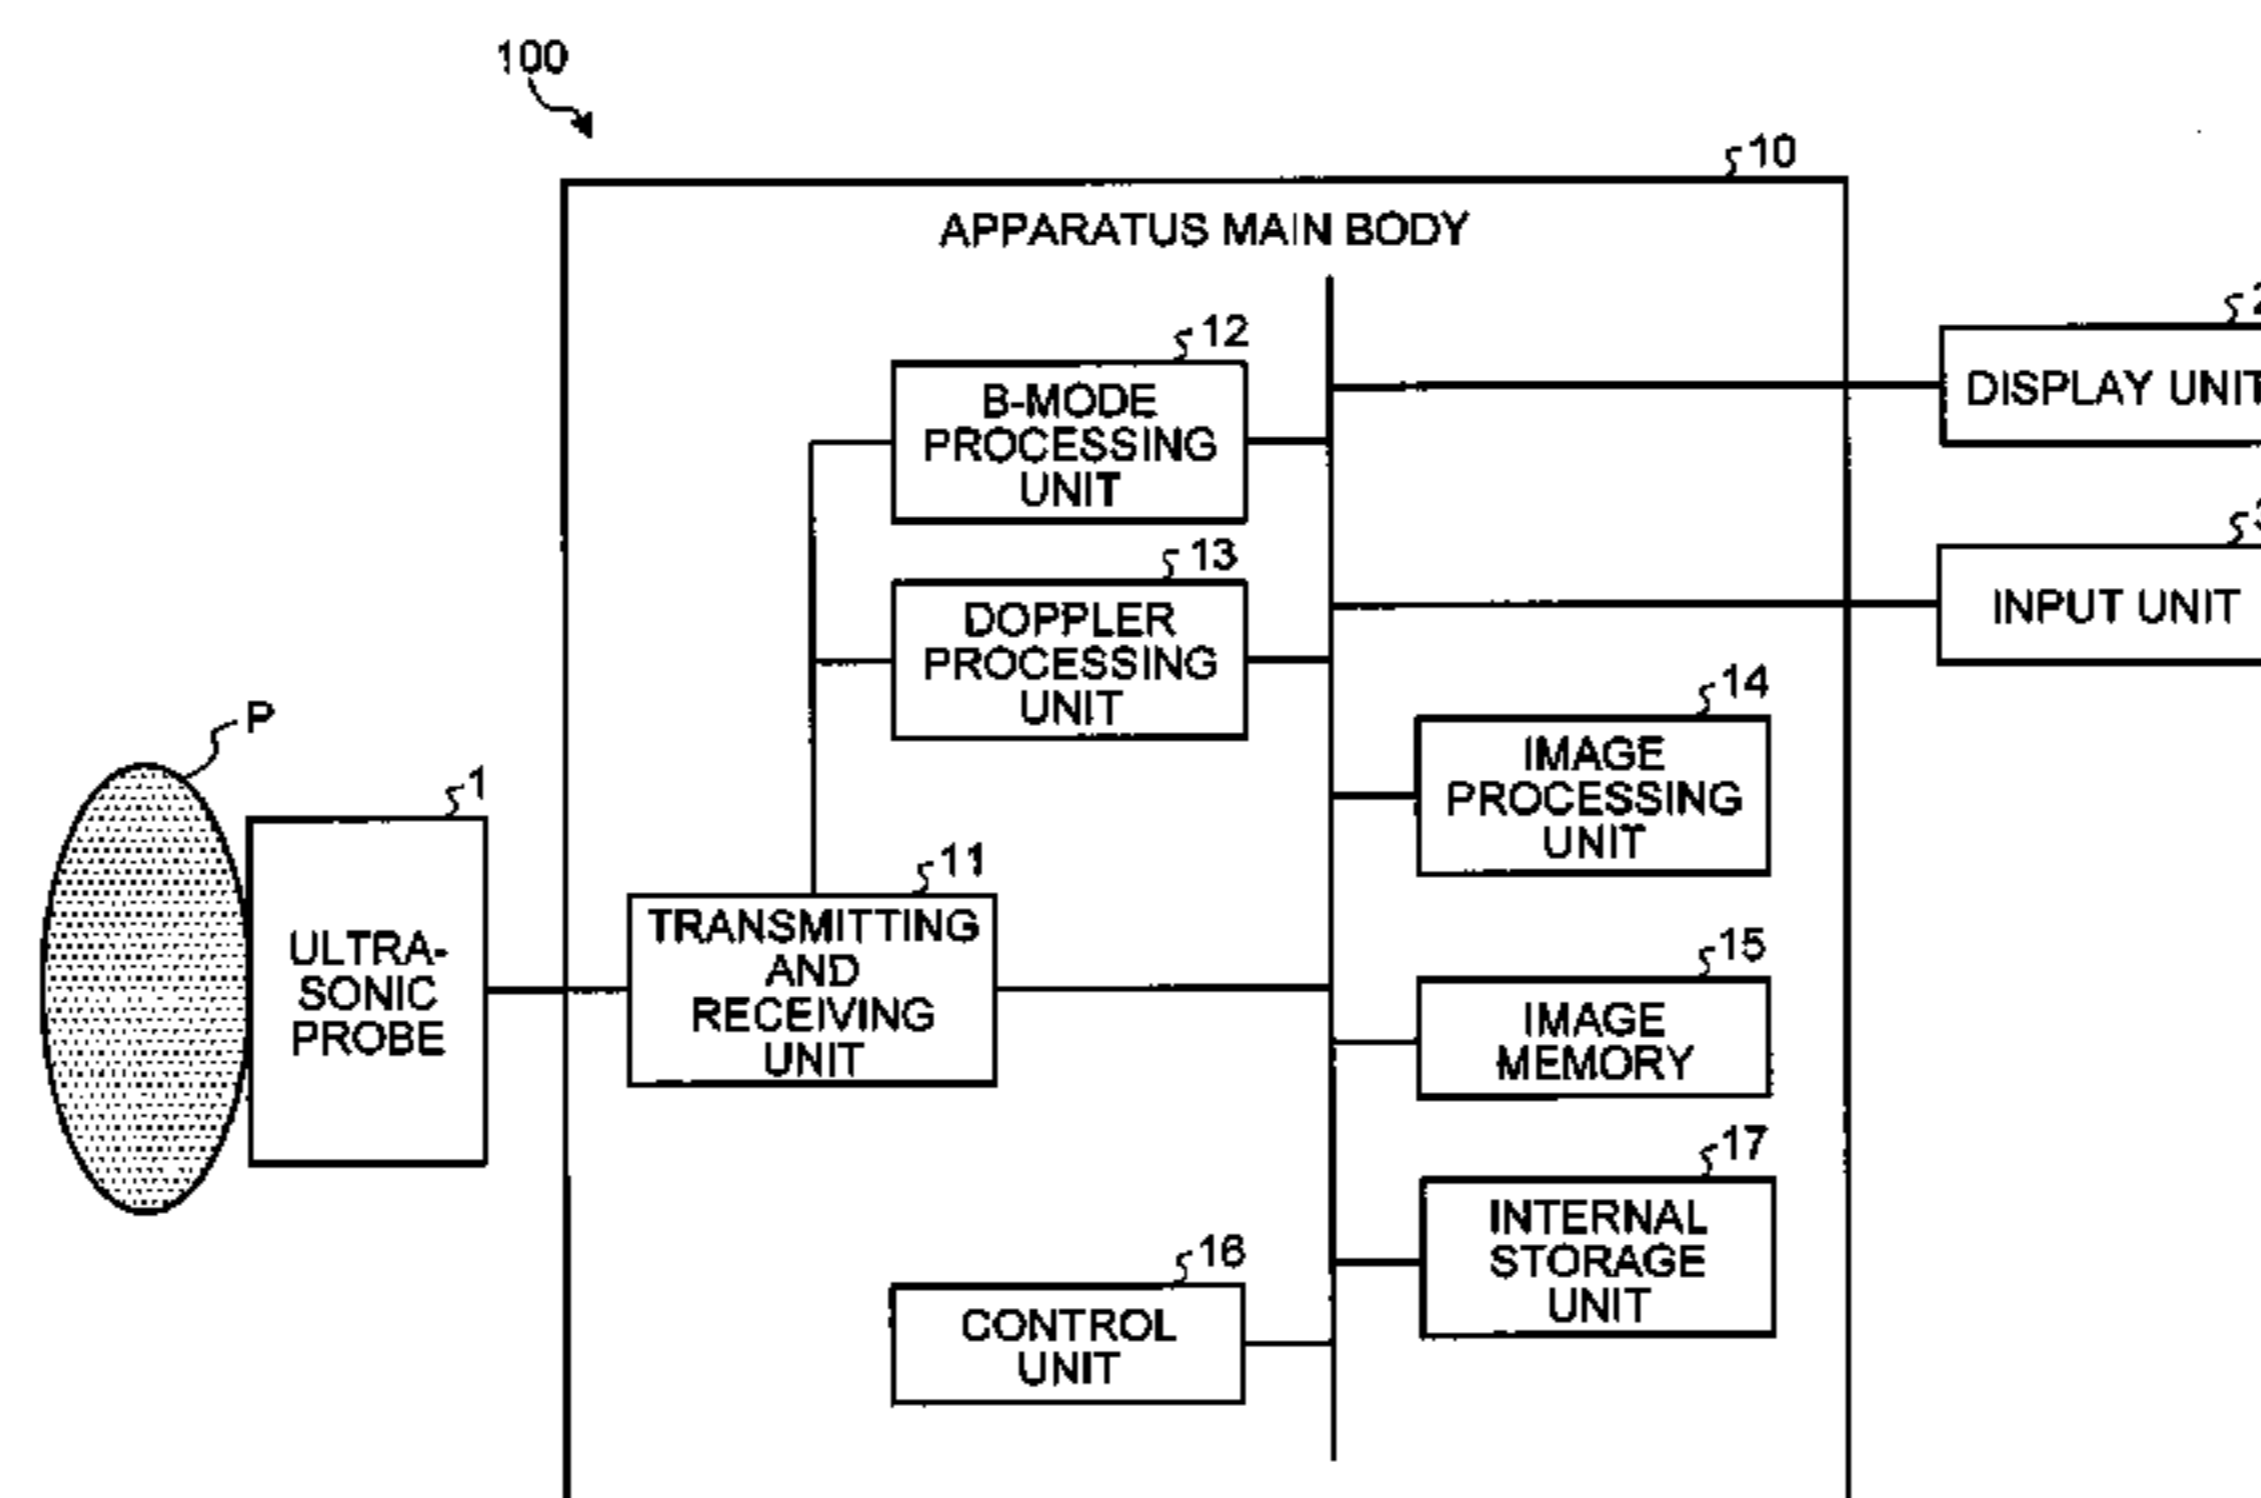 100
10
APPARATUS MAIN BODY
12
B-MODE
PROCESSING
UNIT
2
DISPLAY UNIT
13
DOPPLER
PROCESSING
UNIT
3
INPUT UNIT
14
IMAGE
PROCESSING
UNIT
P
1
ULTRA-
SONIC
PROBE
11
TRANSMITTING
AND
RECEIVING
UNIT
15
IMAGE
MEMORY
17
INTERNAL
STORAGE
UNIT
16
CONTROL
UNIT